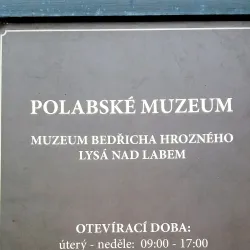 POLABSKÉ MUZEUM
MUZEUM BEDŘICHA HROZNÉHO
LYSÁ NAD LABEM
OTEVÍRACÍ DOBA:
úterý - neděle: 09:00 - 17:00